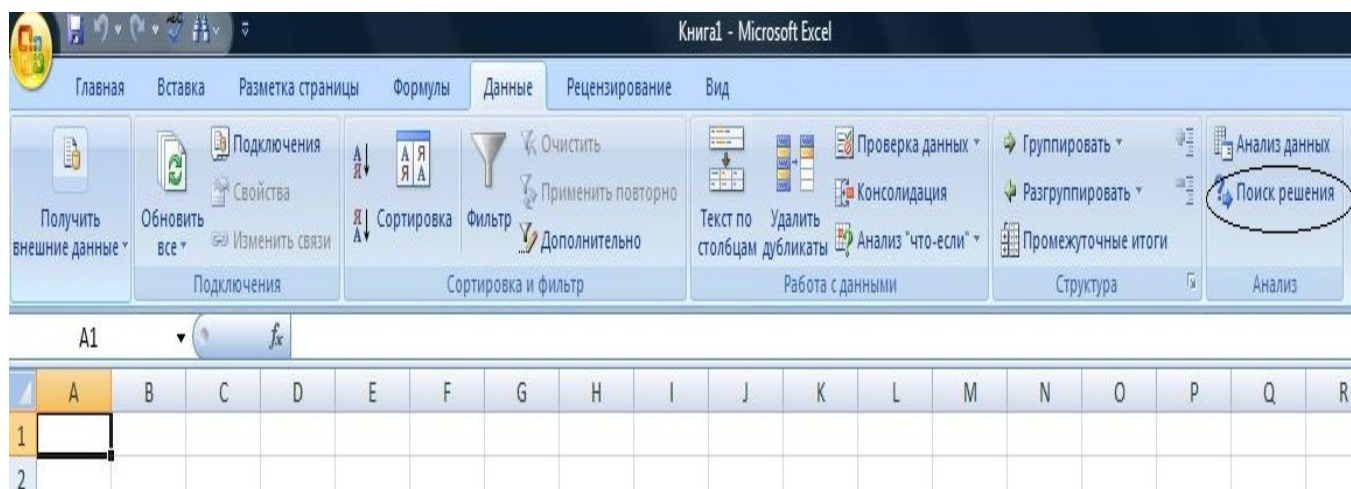 Книга1 - Microsoft Excel
Главная Вставка Разметка страницы Формулы Данные Рецензирование Вид
Получить внешние данные
Обновить все
Подключения
Свойства
Изменить связи
Подключения
А Я
Я А
А Я
Я А
Сортировка
Фильтр
Очистить
Применить повторно
Дополнительно
Сортировка и фильтр
Текст по столбцам
Удалить дубликаты
Проверка данных
Консолидация
Анализ "что-если"
Работа с данными
Группировать
Разгруппировать
Промежуточные итоги
Структура
Анализ данных
Поиск решения
Анализ
A1 fx
A B C D E F G H I J K L M N O P Q R
1
2